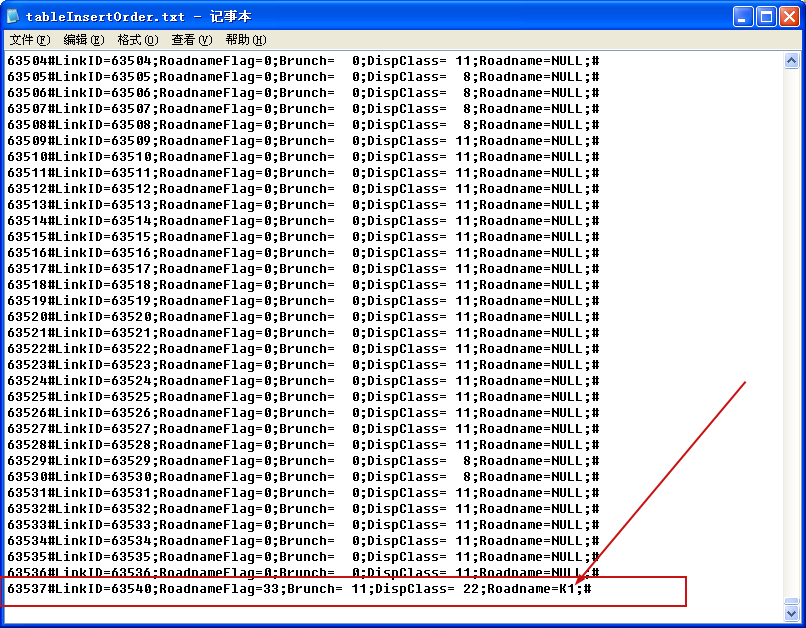 tableInsertOrder.txt - 记事本
文件(F) 编辑(E) 格式(O) 查看(V) 帮助(H)
63504#LinkID=63504;RoadnameFlag=0;Brunch=  0;DispClass= 11;Roadname=NULL;#
63505#LinkID=63505;RoadnameFlag=0;Brunch=  0;DispClass=  8;Roadname=NULL;#
63506#LinkID=63506;RoadnameFlag=0;Brunch=  0;DispClass=  8;Roadname=NULL;#
63507#LinkID=63507;RoadnameFlag=0;Brunch=  0;DispClass=  8;Roadname=NULL;#
63508#LinkID=63508;RoadnameFlag=0;Brunch=  0;DispClass=  8;Roadname=NULL;#
63509#LinkID=63509;RoadnameFlag=0;Brunch=  0;DispClass= 11;Roadname=NULL;#
63510#LinkID=63510;RoadnameFlag=0;Brunch=  0;DispClass= 11;Roadname=NULL;#
63511#LinkID=63511;RoadnameFlag=0;Brunch=  0;DispClass= 11;Roadname=NULL;#
63512#LinkID=63512;RoadnameFlag=0;Brunch=  0;DispClass= 11;Roadname=NULL;#
63513#LinkID=63513;RoadnameFlag=0;Brunch=  0;DispClass= 11;Roadname=NULL;#
63514#LinkID=63514;RoadnameFlag=0;Brunch=  0;DispClass= 11;Roadname=NULL;#
63515#LinkID=63515;RoadnameFlag=0;Brunch=  0;DispClass= 11;Roadname=NULL;#
63516#LinkID=63516;RoadnameFlag=0;Brunch=  0;DispClass= 11;Roadname=NULL;#
63517#LinkID=63517;RoadnameFlag=0;Brunch=  0;DispClass= 11;Roadname=NULL;#
63518#LinkID=63518;RoadnameFlag=0;Brunch=  0;DispClass= 11;Roadname=NULL;#
63519#LinkID=63519;RoadnameFlag=0;Brunch=  0;DispClass= 11;Roadname=NULL;#
63520#LinkID=63520;RoadnameFlag=0;Brunch=  0;DispClass= 11;Roadname=NULL;#
63521#LinkID=63521;RoadnameFlag=0;Brunch=  0;DispClass= 11;Roadname=NULL;#
63522#LinkID=63522;RoadnameFlag=0;Brunch=  0;DispClass= 11;Roadname=NULL;#
63523#LinkID=63523;RoadnameFlag=0;Brunch=  0;DispClass= 11;Roadname=NULL;#
63524#LinkID=63524;RoadnameFlag=0;Brunch=  0;DispClass= 11;Roadname=NULL;#
63525#LinkID=63525;RoadnameFlag=0;Brunch=  0;DispClass= 11;Roadname=NULL;#
63526#LinkID=63526;RoadnameFlag=0;Brunch=  0;DispClass= 11;Roadname=NULL;#
63527#LinkID=63527;RoadnameFlag=0;Brunch=  0;DispClass= 11;Roadname=NULL;#
63528#LinkID=63528;RoadnameFlag=0;Brunch=  0;DispClass= 11;Roadname=NULL;#
63529#LinkID=63529;RoadnameFlag=0;Brunch=  0;DispClass=  8;Roadname=NULL;#
63530#LinkID=63530;RoadnameFlag=0;Brunch=  0;DispClass=  8;Roadname=NULL;#
63531#LinkID=63531;RoadnameFlag=0;Brunch=  0;DispClass= 11;Roadname=NULL;#
63532#LinkID=63532;RoadnameFlag=0;Brunch=  0;DispClass= 11;Roadname=NULL;#
63533#LinkID=63533;RoadnameFlag=0;Brunch=  0;DispClass= 11;Roadname=NULL;#
63534#LinkID=63534;RoadnameFlag=0;Brunch=  0;DispClass= 11;Roadname=NULL;#
63535#LinkID=63535;RoadnameFlag=0;Brunch=  0;DispClass= 11;Roadname=NULL;#
63536#LinkID=63536;RoadnameFlag=0;Brunch=  0;DispClass= 11;Roadname=NULL;#
63537#LinkID=63540;RoadnameFlag=33;Brunch= 11;DispClass= 22;Roadname=K1;#